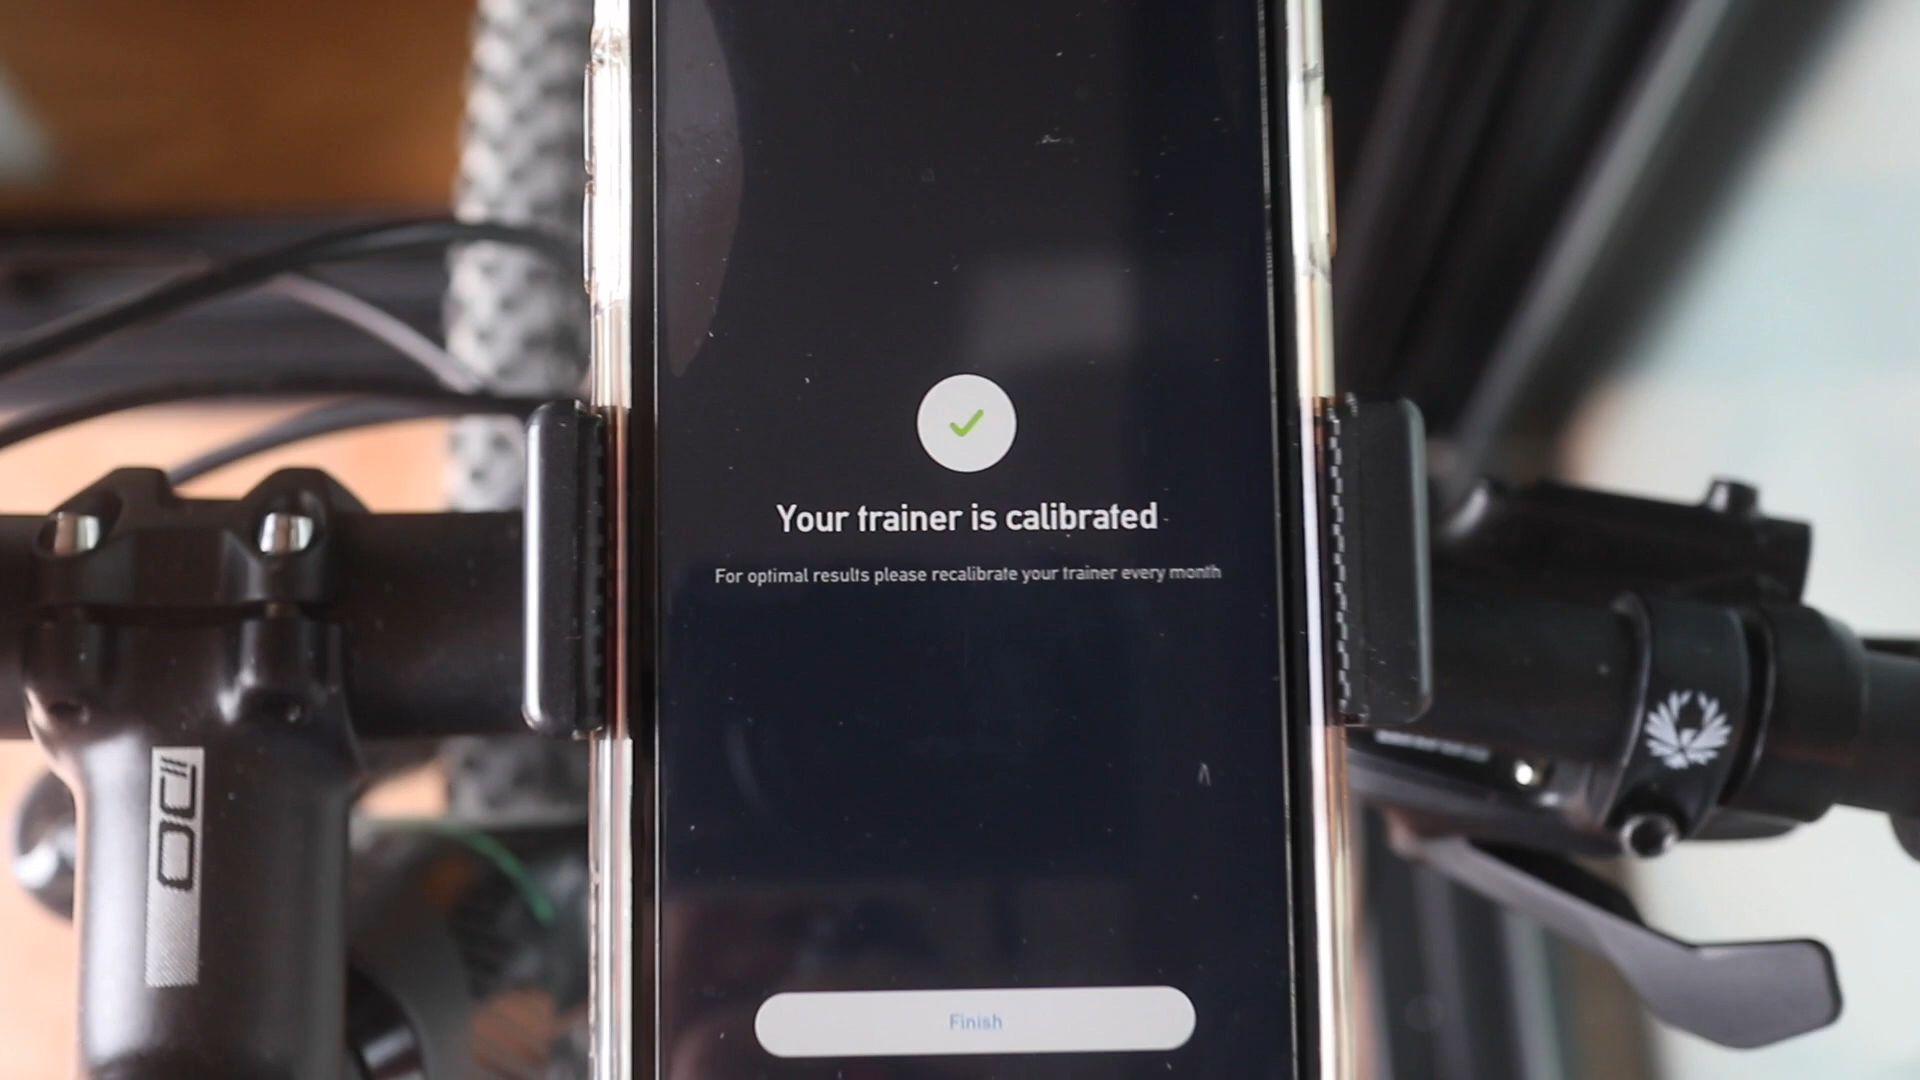 Your trainer is calibrated
For optimal results please recalibrate your trainer every month
Finish